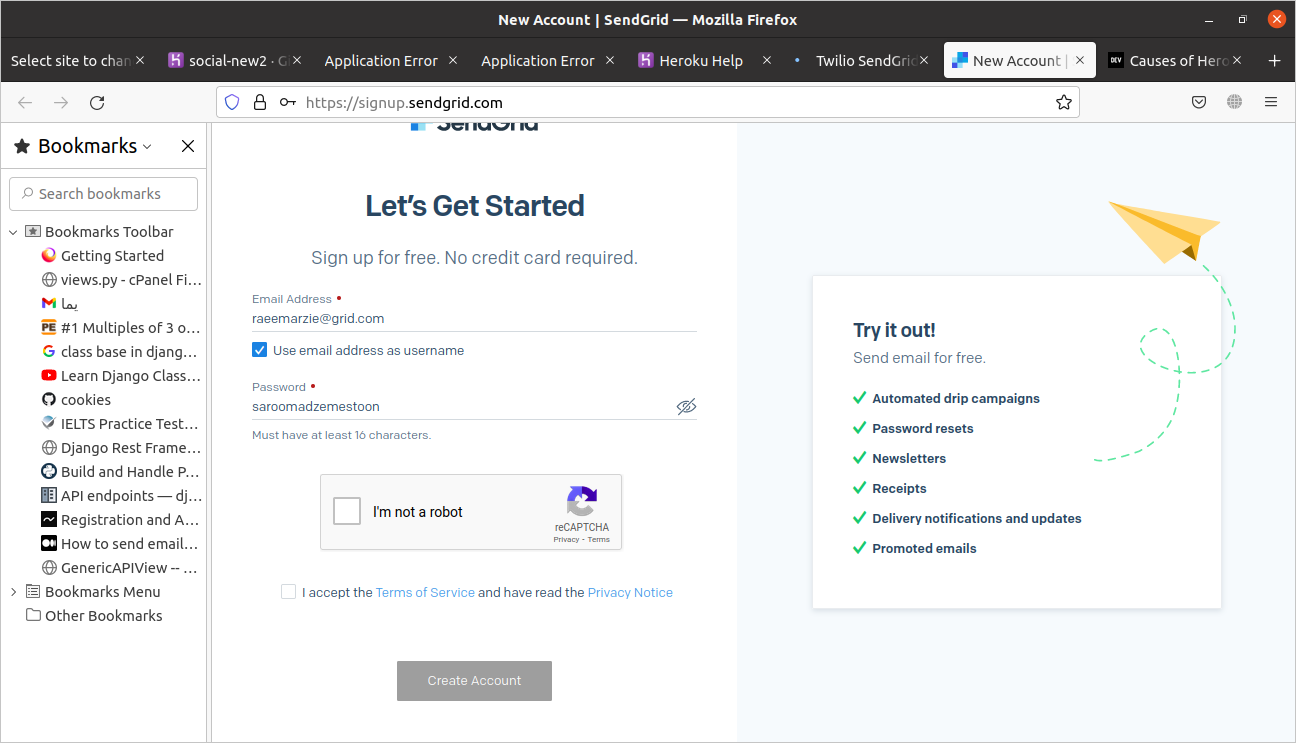 New Account | SendGrid — Mozilla Firefox
Select site to chan
social-new2 · G
Application Error
Application Error
Heroku Help
Twilio SendGri
New Account |
DEV
Causes of Hero
https://signup.sendgrid.com
Bookmarks
Search bookmarks
Bookmarks Toolbar
Getting Started
views.py - cPanel Fi...
یما
PE
#1 Multiples of 3 o...
class base in djang...
Learn Django Class...
cookies
IELTS Practice Test...
Django Rest Frame...
Build and Handle P...
API endpoints — dj...
Registration and A...
How to send email...
GenericAPIView -- ...
Bookmarks Menu
Other Bookmarks
SendGrid
Let’s Get Started
Sign up for free. No credit card required.
Email Address •
raeemarzie@grid.com
Use email address as username
Password •
saroomadzemestoon
Must have at least 16 characters.
I'm not a robot
reCAPTCHA
Privacy - Terms
I accept the Terms of Service and have read the Privacy Notice
Create Account
Try it out!
Send email for free.
Automated drip campaigns
Password resets
Newsletters
Receipts
Delivery notifications and updates
Promoted emails